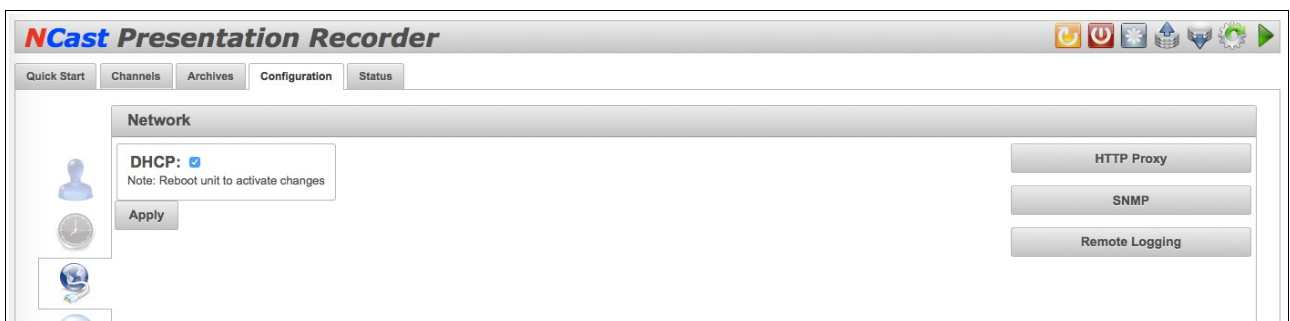 NCast Presentation Recorder
Quick Start Channels Archives Configuration Status
Network
DHCP:
Note: Reboot unit to activate changes
Apply
HTTP Proxy
SNMP
Remote Logging